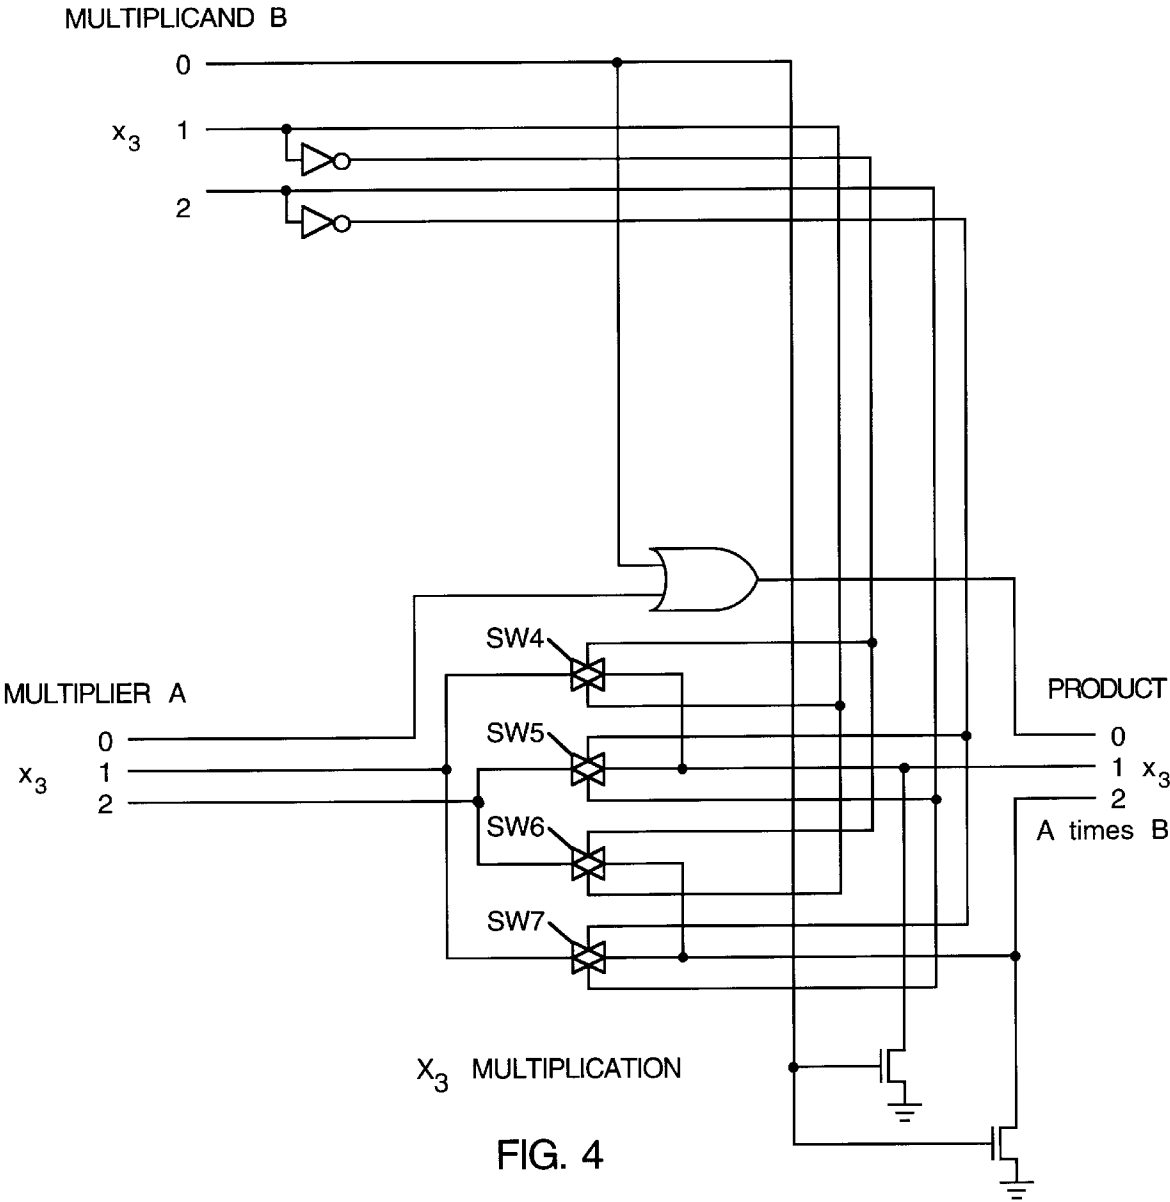 MULTIPLICAND B
0
x3 1
2
SW4
MULTIPLIER A
PRODUCT
0
SW5
0
x3 1
1 x3
2
2
SW6
A times B
SW7
X3 MULTIPLICATION
FIG. 4